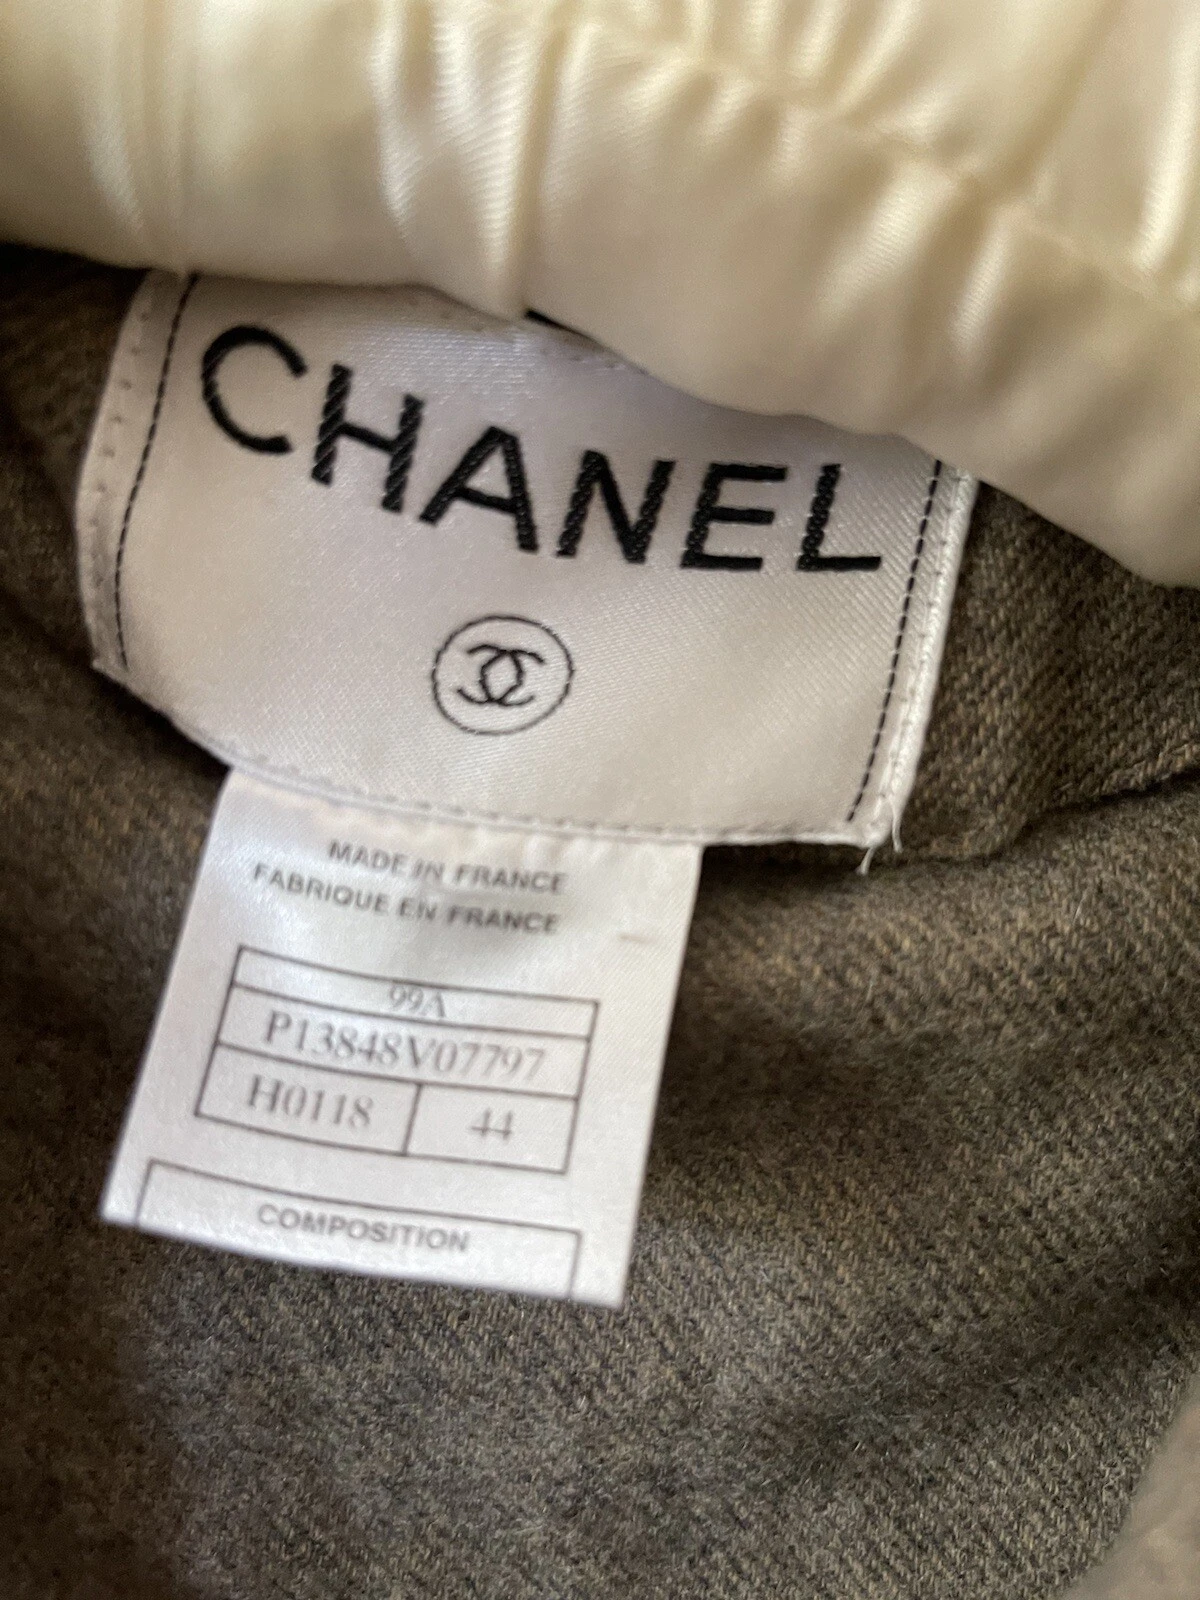 CHANEL
MADE IN FRANCE
FABRIQUE EN FRANCE
99A
P13848V07797
H0118 44
COMPOSITION